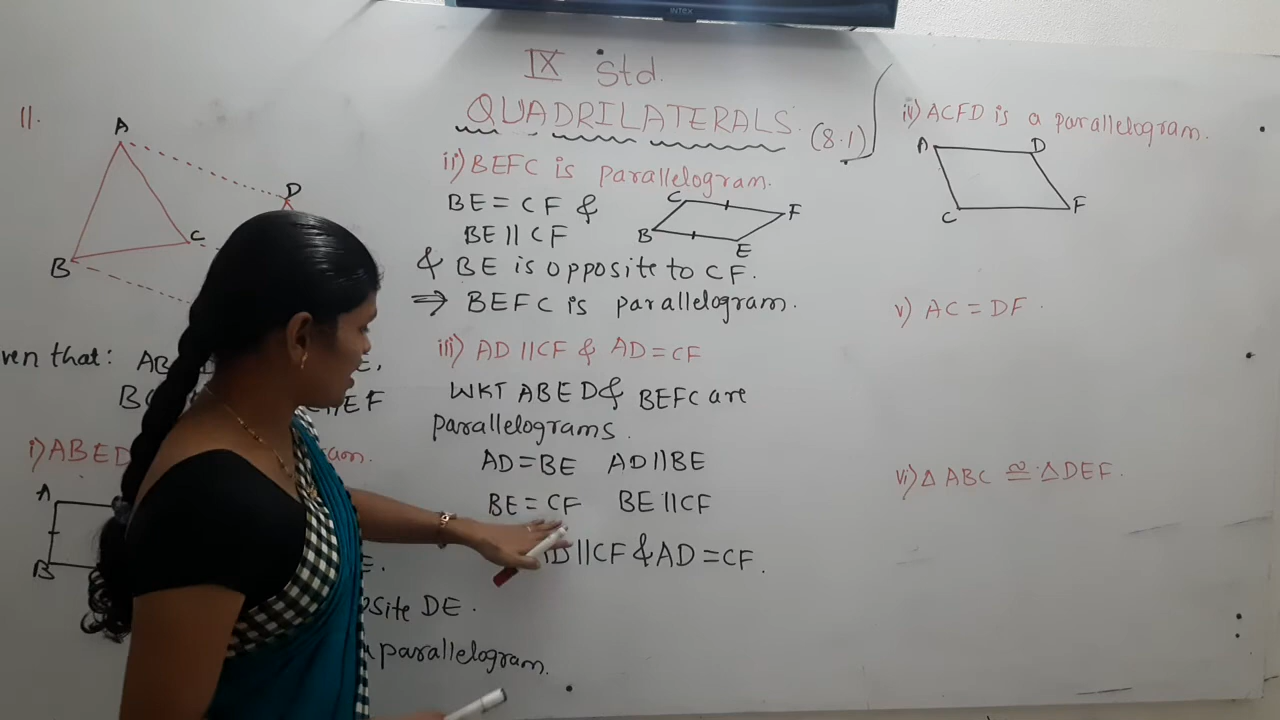 INTEX
IX Std.
QUADRILATERALS. (8.1)
11.
A
D
C
B
ven that: AB
E,
BC
EF
i) ABED
ram.
A
B
E.
site DE.
parallelogram.
ii) BEFC is parallelogram.
BE = CF &
BE || CF
C
F
B
E
& BE is opposite to CF.
⇒ BEFC is parallelogram.
iii) AD || CF & AD = CF
WKT ABED & BEFC are
parallelograms.
AD = BE AD || BE
BE = CF BE || CF
D || CF & AD = CF.
iv) ACFD is a parallelogram.
A
D
C
F
v) AC = DF.
vi) △ ABC ≅ △DEF.